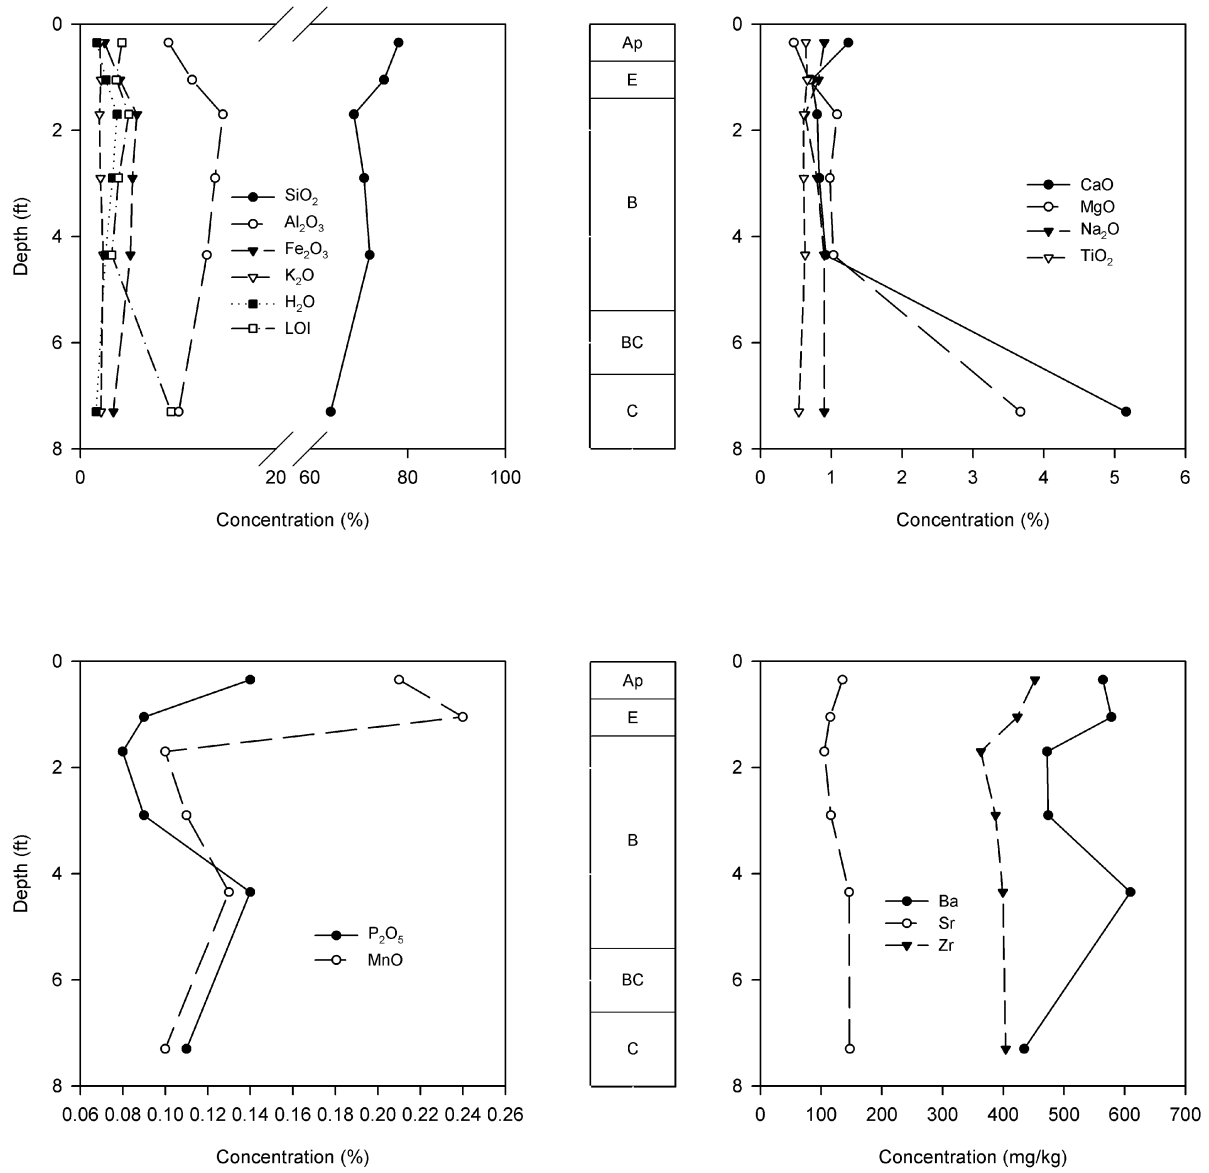 0
2
4
6
8
Depth (ft)
0
20
60
80
100
Concentration (%)
SiO₂
Al₂O₃
Fe₂O₃
K₂O
H₂O
LOI
Ap
E
B
BC
C
0
2
4
6
8
0
1
2
3
4
5
6
Concentration (%)
CaO
MgO
Na₂O
TiO₂
0
2
4
6
8
Depth (ft)
0.06 0.08 0.10 0.12 0.14 0.16 0.18 0.20 0.22 0.24 0.26
Concentration (%)
P₂O₅
MnO
Ap
E
B
BC
C
0
2
4
6
8
0
100
200
300
400
500
600
700
Concentration (mg/kg)
Ba
Sr
Zr